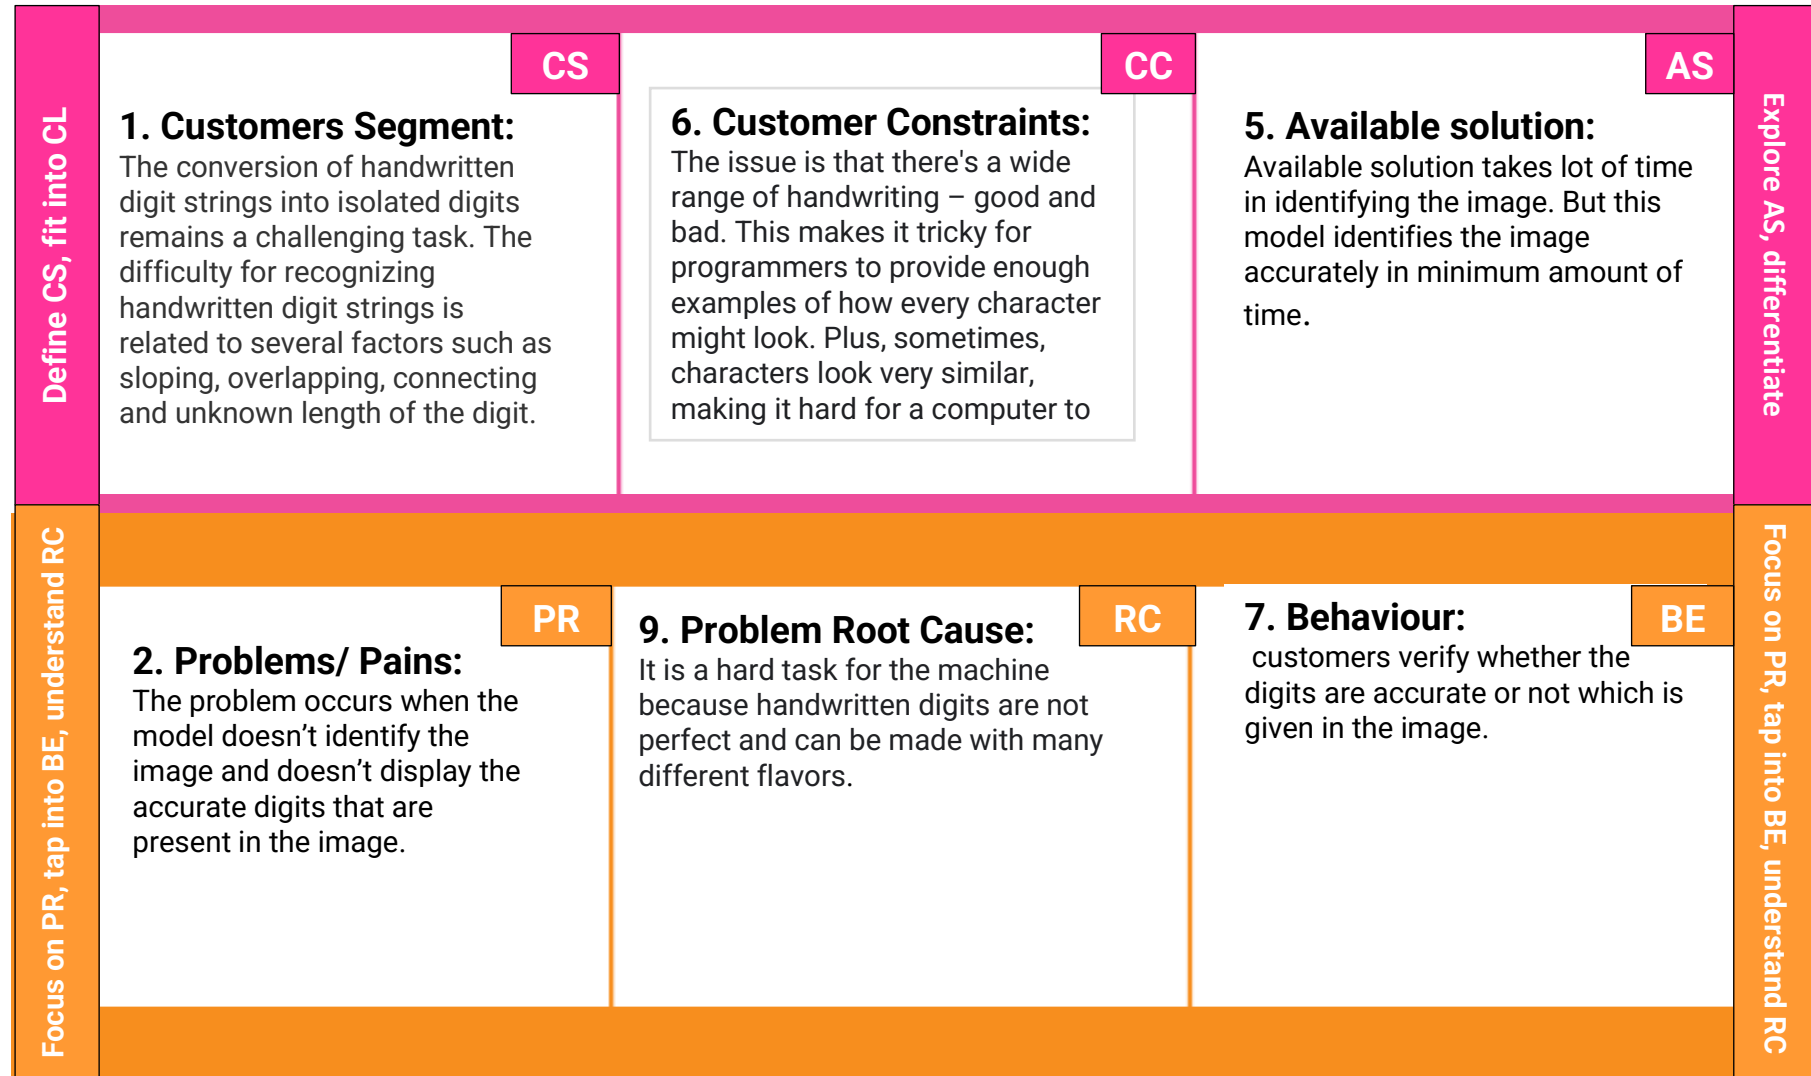 Define CS, fit into CL
CS
1. Customers Segment:
The conversion of handwritten
digit strings into isolated digits
remains a challenging task. The
difficulty for recognizing
handwritten digit strings is
related to several factors such as
sloping, overlapping, connecting
and unknown length of the digit.
CC
6. Customer Constraints:
The issue is that there's a wide
range of handwriting – good and
bad. This makes it tricky for
programmers to provide enough
examples of how every character
might look. Plus, sometimes,
characters look very similar,
making it hard for a computer to
AS
5. Available solution:
Available solution takes lot of time
in identifying the image. But this
model identifies the image
accurately in minimum amount of
time.
Explore AS, differentiate
Focus on PR, tap into BE, understand RC
PR
2. Problems/ Pains:
The problem occurs when the
model doesn’t identify the
image and doesn’t display the
accurate digits that are
present in the image.
RC
9. Problem Root Cause:
It is a hard task for the machine
because handwritten digits are not
perfect and can be made with many
different flavors.
BE
7. Behaviour:
customers verify whether the
digits are accurate or not which is
given in the image.
Focus on PR, tap into BE, understand RC